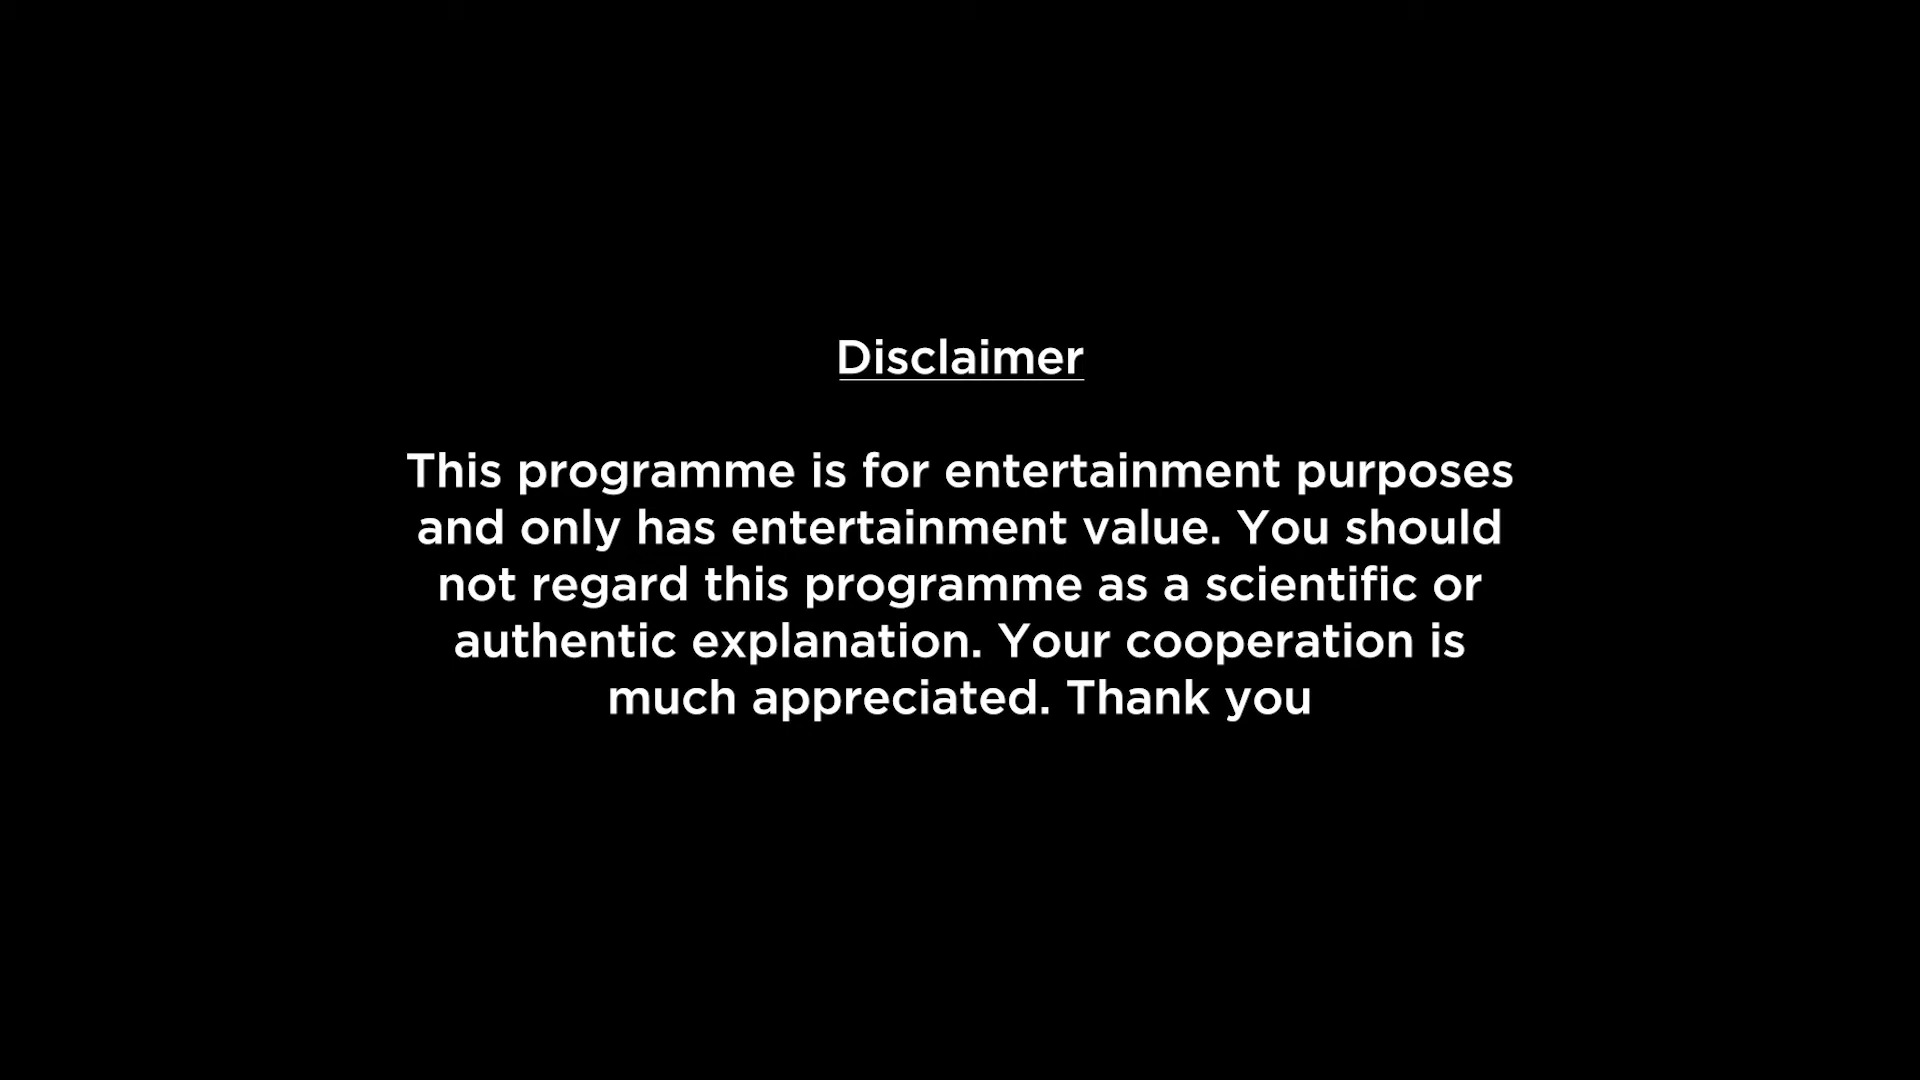 Disclaimer
This programme is for entertainment purposes
and only has entertainment value. You should
not regard this programme as a scientific or
authentic explanation. Your cooperation is
much appreciated. Thank you